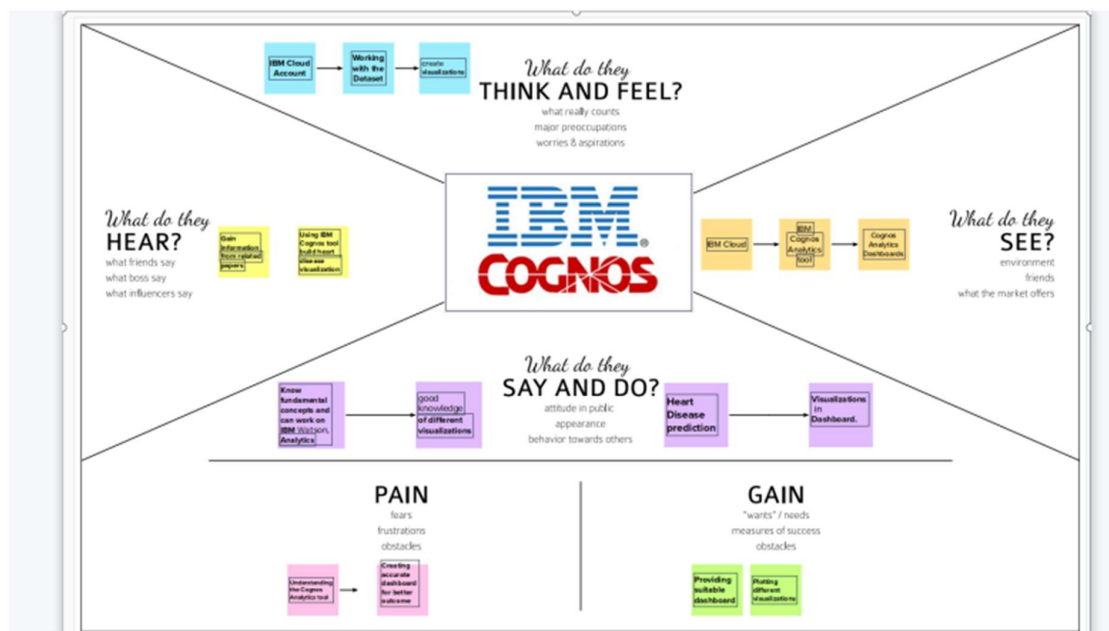 IBM Cloud
Account
Working
with the
Dataset
create
visualizations
What do they
THINK AND FEEL?
what really counts
major preoccupations
worries & aspirations
What do they
HEAR?
what friends say
what boss say
what influencers say
Gain
information
from related
papers
Using IBM
Cognos tool
build heart
disease
visualization
IBM®
COGNOS
IBM Cloud
IBM
Cognos
Analytics
tool
Cognos
Analytics
Dashboards
What do they
SEE?
environment
friends
what the market offers
What do they
SAY AND DO?
attitude in public
appearance
behavior towards others
Know
fundamental
concepts and
can work on
IBM Watson,
Analytics
good
knowledge
of different
visualizations
Heart
Disease
prediction
Visualizations
in
Dashboard.
PAIN
fears
frustrations
obstacles
Understanding
the Cognos
Analytics tool
Creating
accurate
dashboard
for better
outcome
GAIN
"wants" / needs
measures of success
obstacles
Providing
suitable
dashboard
Plotting
different
visualizations